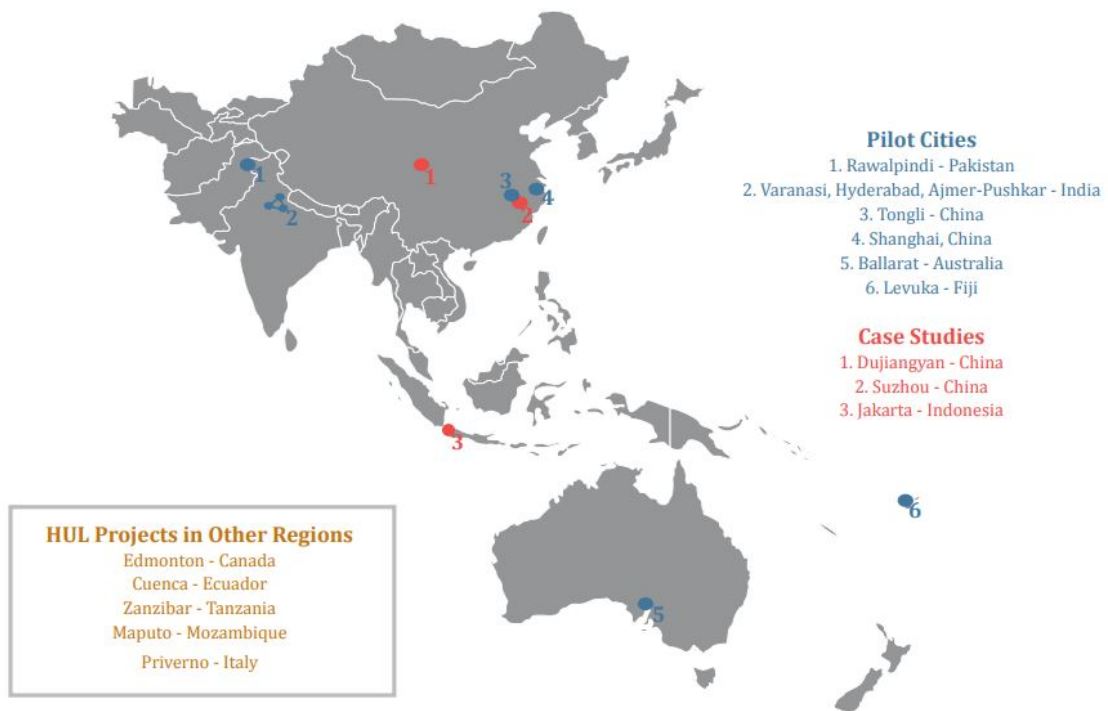 1
2
1
3
2
4
3
5
6
Pilot Cities
1. Rawalpindi - Pakistan
2. Varanasi, Hyderabad, Ajmer-Pushkar - India
3. Tongli - China
4. Shanghai, China
5. Ballarat - Australia
6. Levuka - Fiji
Case Studies
1. Dujiangyan - China
2. Suzhou - China
3. Jakarta - Indonesia
HUL Projects in Other Regions
Edmonton - Canada
Cuenca - Ecuador
Zanzibar - Tanzania
Maputo - Mozambique
Priverno - Italy